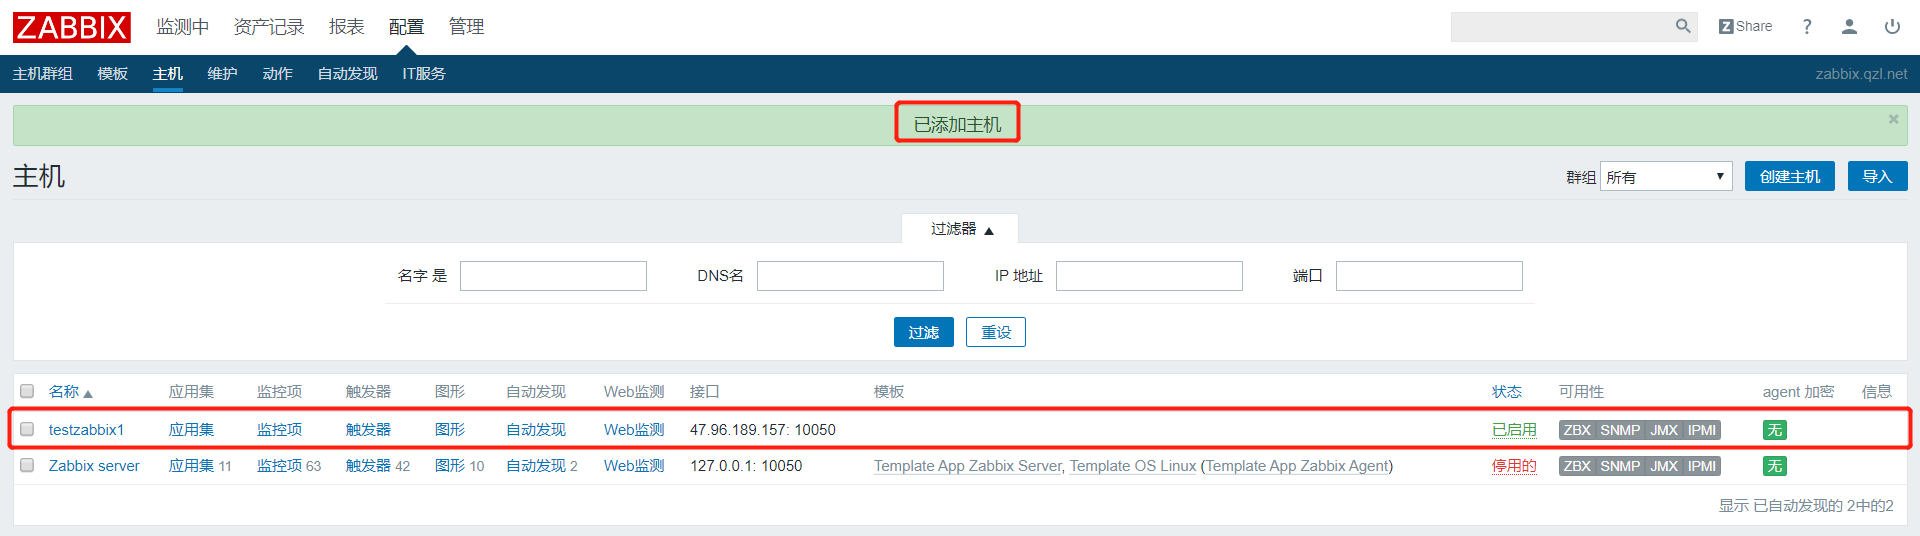 ZABBIX 监测中 资产记录 报表 配置 管理 Z Share ?
主机群组 模板 主机 维护 动作 自动发现 IT服务 zabbix.qzl.net
已添加主机 ×
主机 群组 所有 ▼ 创建主机 导入
过滤器 ▲
名字 是 DNS名 IP 地址 端口
过滤 重设
名称 ▲ 应用集 监控项 触发器 图形 自动发现 Web监测 接口 模板 状态 可用性 agent 加密 信息
testzabbix1 应用集 监控项 触发器 图形 自动发现 Web监测 47.96.189.157: 10050 已启用 ZBX SNMP JMX IPMI 无
Zabbix server 应用集 11 监控项 63 触发器 42 图形 10 自动发现 2 Web监测 127.0.0.1: 10050 Template App Zabbix Server, Template OS Linux (Template App Zabbix Agent) 停用的 ZBX SNMP JMX IPMI 无
显示 已自动发现的 2中的2